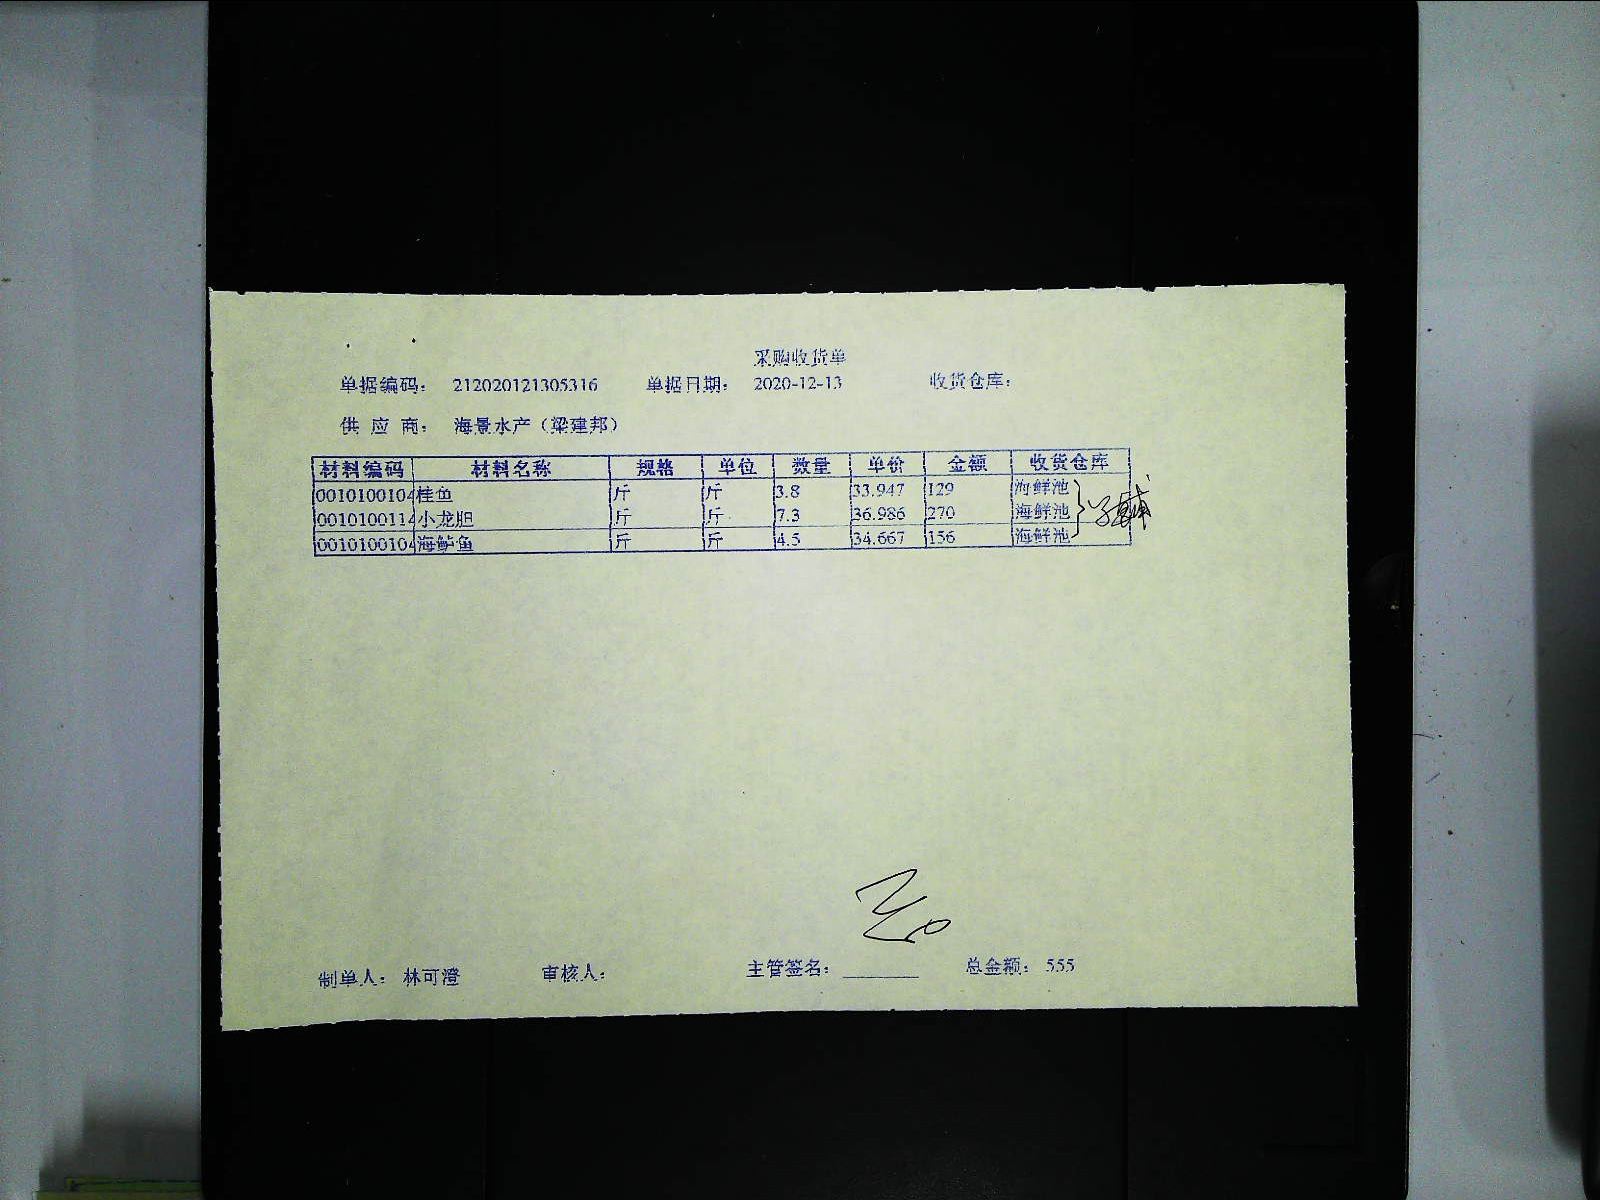 采购收货单
单据编码： 212020121305316 单据日期： 2020-12-13 收货仓库：
供 应 商： 海景水产（梁建邦）
材料编码 材料名称 规格 单位 数量 单价 金额 收货仓库
0010100104 桂鱼 斤 斤 3.8 33.947 129 海鲜池
0010100114 小龙胆 斤 斤 7.3 36.986 270 海鲜池
0010100104 海鲈鱼 斤 斤 4.5 34.667 156 海鲜池
制单人： 林可澄 审核人： 主管签名： 总金额： 555